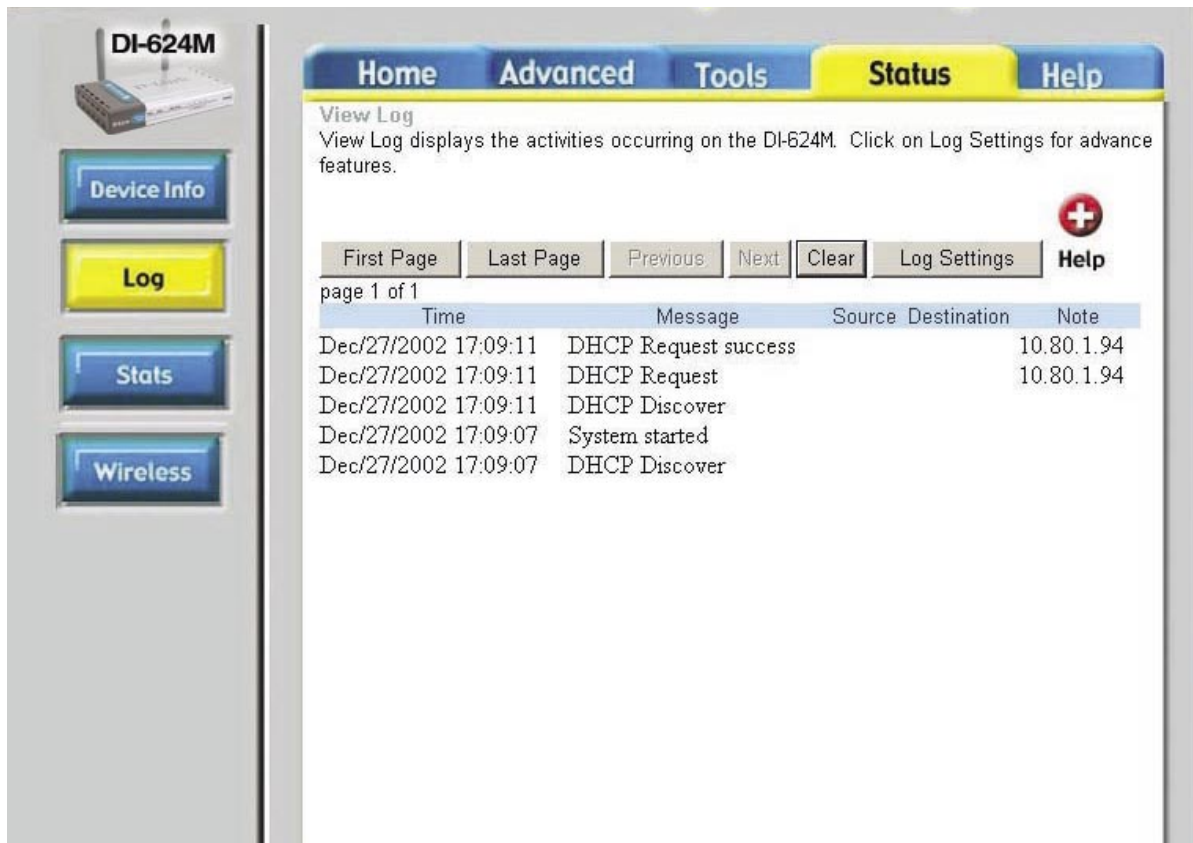 DI-624M
Home Advanced Tools Status Help
View Log
View Log displays the activities occurring on the DI-624M. Click on Log Settings for advance
features.
Device Info
Log
Stats
Wireless
First Page Last Page Previous Next Clear Log Settings Help
page 1 of 1
Time Message Source Destination Note
Dec/27/2002 17:09:11 DHCP Request success 10.80.1.94
Dec/27/2002 17:09:11 DHCP Request 10.80.1.94
Dec/27/2002 17:09:11 DHCP Discover
Dec/27/2002 17:09:07 System started
Dec/27/2002 17:09:07 DHCP Discover